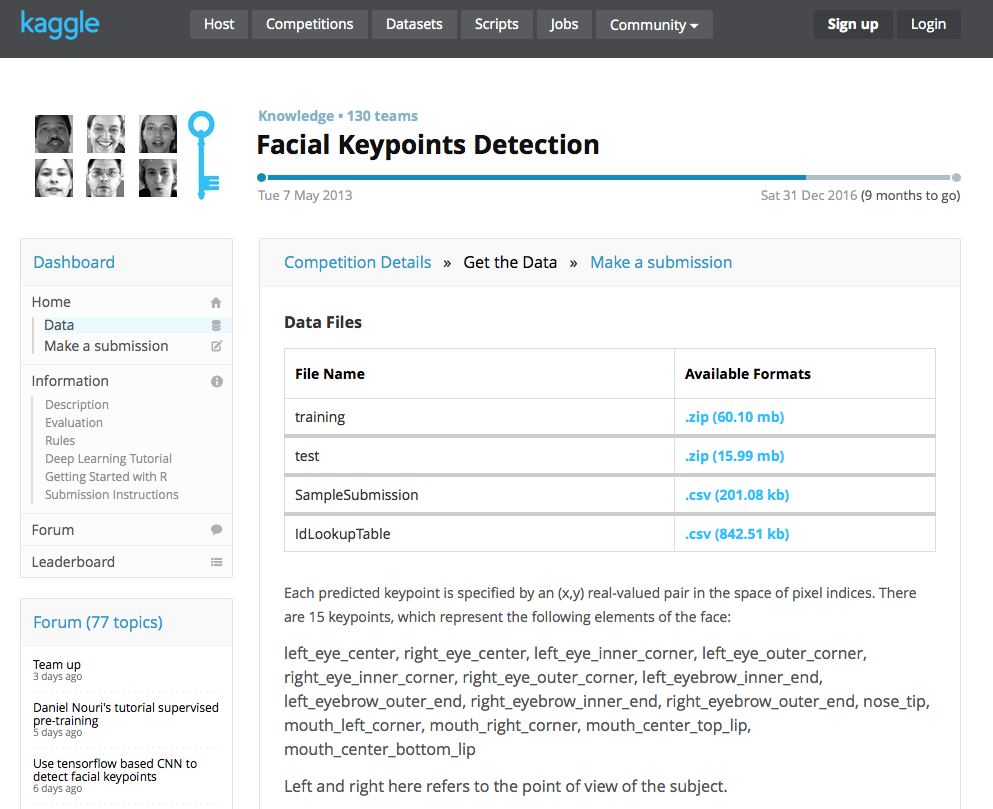 kaggle
Host
Competitions
Datasets
Scripts
Jobs
Community
Sign up
Login
Knowledge • 130 teams
Facial Keypoints Detection
Tue 7 May 2013
Sat 31 Dec 2016 (9 months to go)
Dashboard
Home
Data
Make a submission
Information
Description
Evaluation
Rules
Deep Learning Tutorial
Getting Started with R
Submission Instructions
Forum
Leaderboard
Forum (77 topics)
Team up
3 days ago
Daniel Nouri's tutorial supervised
pre-training
5 days ago
Use tensorflow based CNN to
detect facial keypoints
6 days ago
Competition Details » Get the Data » Make a submission
Data Files
File Name Available Formats
training .zip (60.10 mb)
test .zip (15.99 mb)
SampleSubmission .csv (201.08 kb)
IdLookupTable .csv (842.51 kb)
Each predicted keypoint is specified by an (x,y) real-valued pair in the space of pixel indices. There
are 15 keypoints, which represent the following elements of the face:
left_eye_center, right_eye_center, left_eye_inner_corner, left_eye_outer_corner,
right_eye_inner_corner, right_eye_outer_corner, left_eyebrow_inner_end,
left_eyebrow_outer_end, right_eyebrow_inner_end, right_eyebrow_outer_end, nose_tip,
mouth_left_corner, mouth_right_corner, mouth_center_top_lip,
mouth_center_bottom_lip
Left and right here refers to the point of view of the subject.